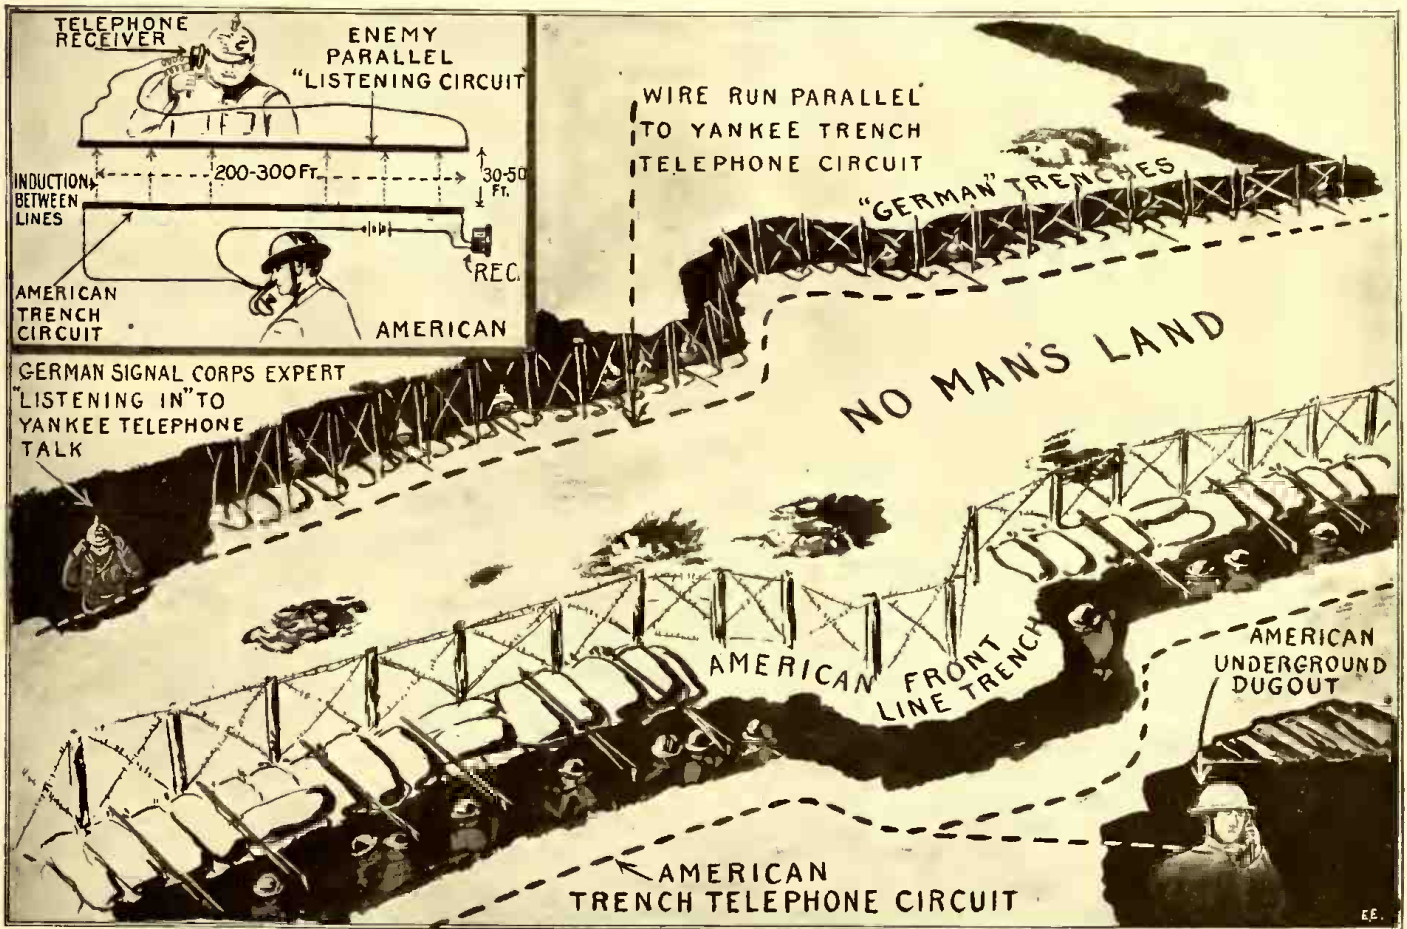 TELEPHONE
RECEIVER
ENEMY
PARALLEL
"LISTENING CIRCUIT
200-300 FT.
30-50
FT.
INDUCTION
BETWEEN
LINES
REC.
AMERICAN
TRENCH
CIRCUIT
AMERICAN
WIRE RUN PARALLEL
TO YANKEE TRENCH
TELEPHONE CIRCUIT
"GERMAN" TRENCHES
NO MAN'S LAND
GERMAN SIGNAL CORPS EXPERT
"LISTENING IN" TO
YANKEE TELEPHONE
TALK
AMERICAN FRONT
LINE TRENCH
AMERICAN
UNDERGROUND
DUGOUT
AMERICAN
TRENCH TELEPHONE CIRCUIT
E.E.